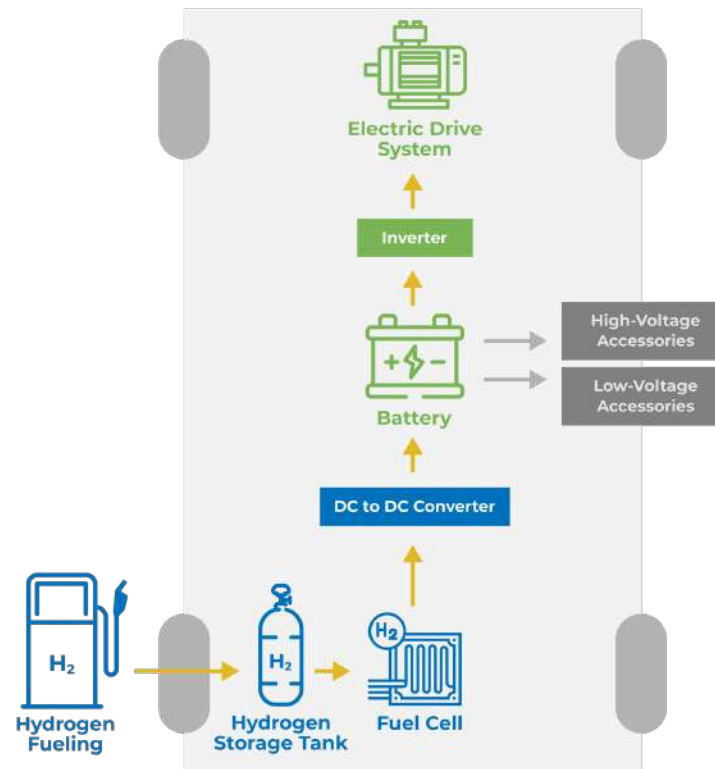 Electric Drive
System
Inverter
High-Voltage
Accessories
Low-Voltage
Accessories
+ -
Battery
DC to DC Converter
H₂
Hydrogen
Fueling
H₂
Hydrogen
Storage Tank
H₂
Fuel Cell